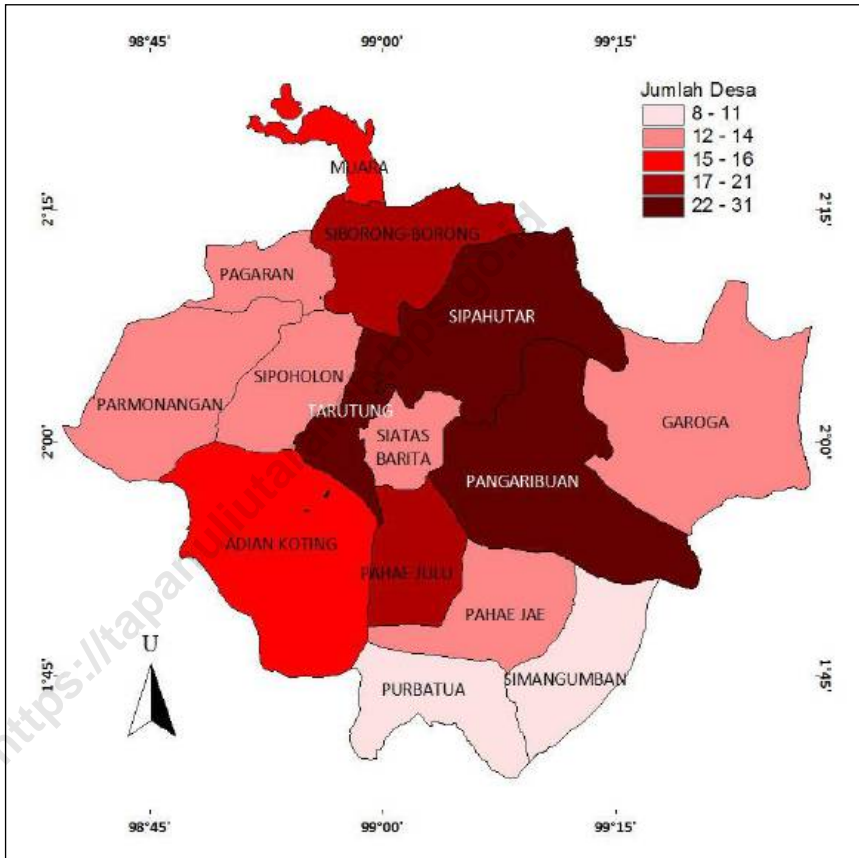 98°45' 99°00' 99°15'
Jumlah Desa
8 - 11
12 - 14
15 - 16
17 - 21
22 - 31
MUARA
2°15' 2°15'
SIBORONG-BORONG
PAGARAN
SIPAHUTAR
SIPOHOLON
PARMONANGAN
TARUTUNG
GAROGA
SIATAS
BARITA
2°00' 2°00'
PANGARIBUAN
ADIAN KOTING
PAHAE JULU
PAHAE JAE
U
1°45' 1°45'
SIMANGUMBAN
PURBATUA
98°45' 99°00' 99°15'